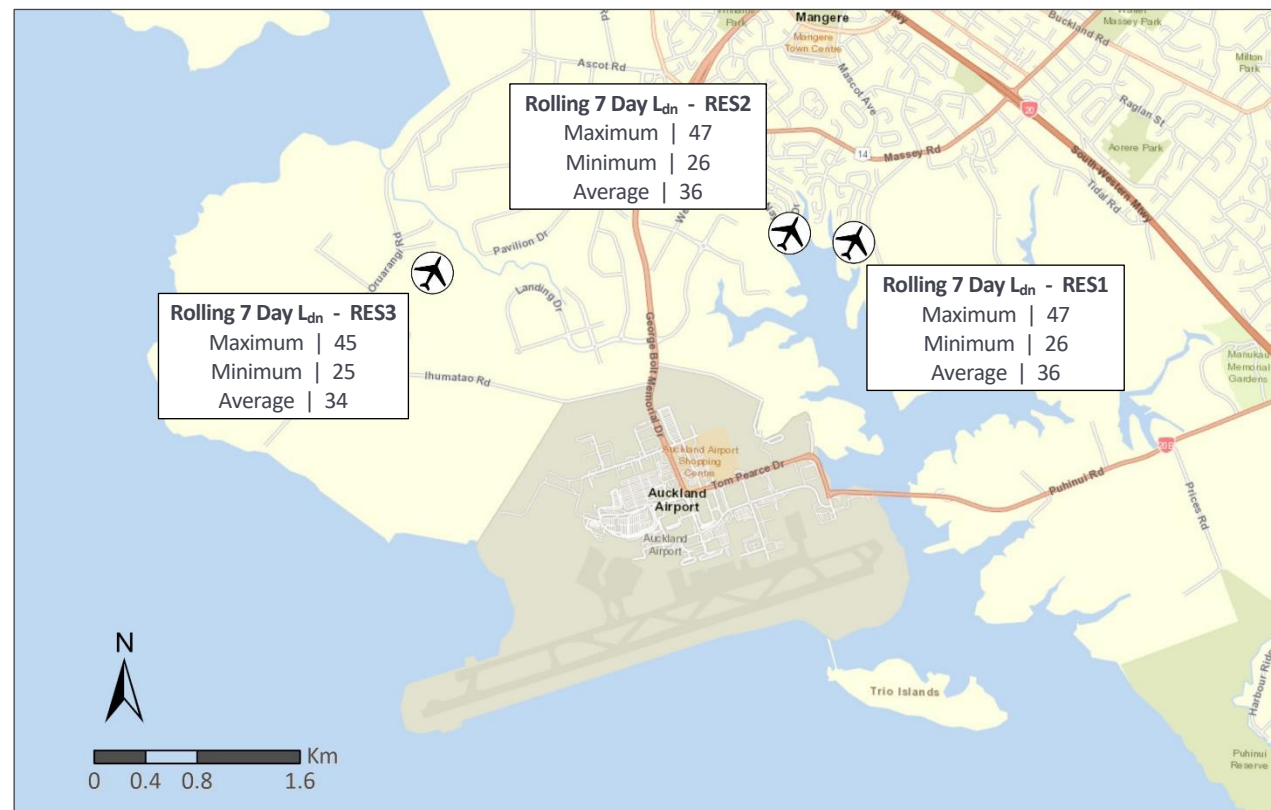 Mangere
Mangere
Town Centre
Massey Park
Buckland Rd
Milton
Park
Ascot Rd
Mascot Ave
Raglan St
20
Aorere Park
Rolling 7 Day Ldn - RES2
Maximum | 47
Minimum | 26
Average | 36
14
Massey Rd
South-Western Mtwy
Tidal Rd
Oruarangi Rd
Pavilion Dr
Landing Dr
Rolling 7 Day Ldn - RES1
Maximum | 47
Minimum | 26
Average | 36
Rolling 7 Day Ldn - RES3
Maximum | 45
Minimum | 25
Average | 34
Ihumatao Rd
George Bolt Memorial Dr
Manukau
Memorial
Gardens
20B
Auckland Airport
Shopping
Centre
Tom Pearce Dr
Puhinui Rd
Prices Rd
Auckland
Airport
Auckland
Airport
N
Trio Islands
Harbour Ride
Puhinui
Reserve
Km
0 0.4 0.8 1.6